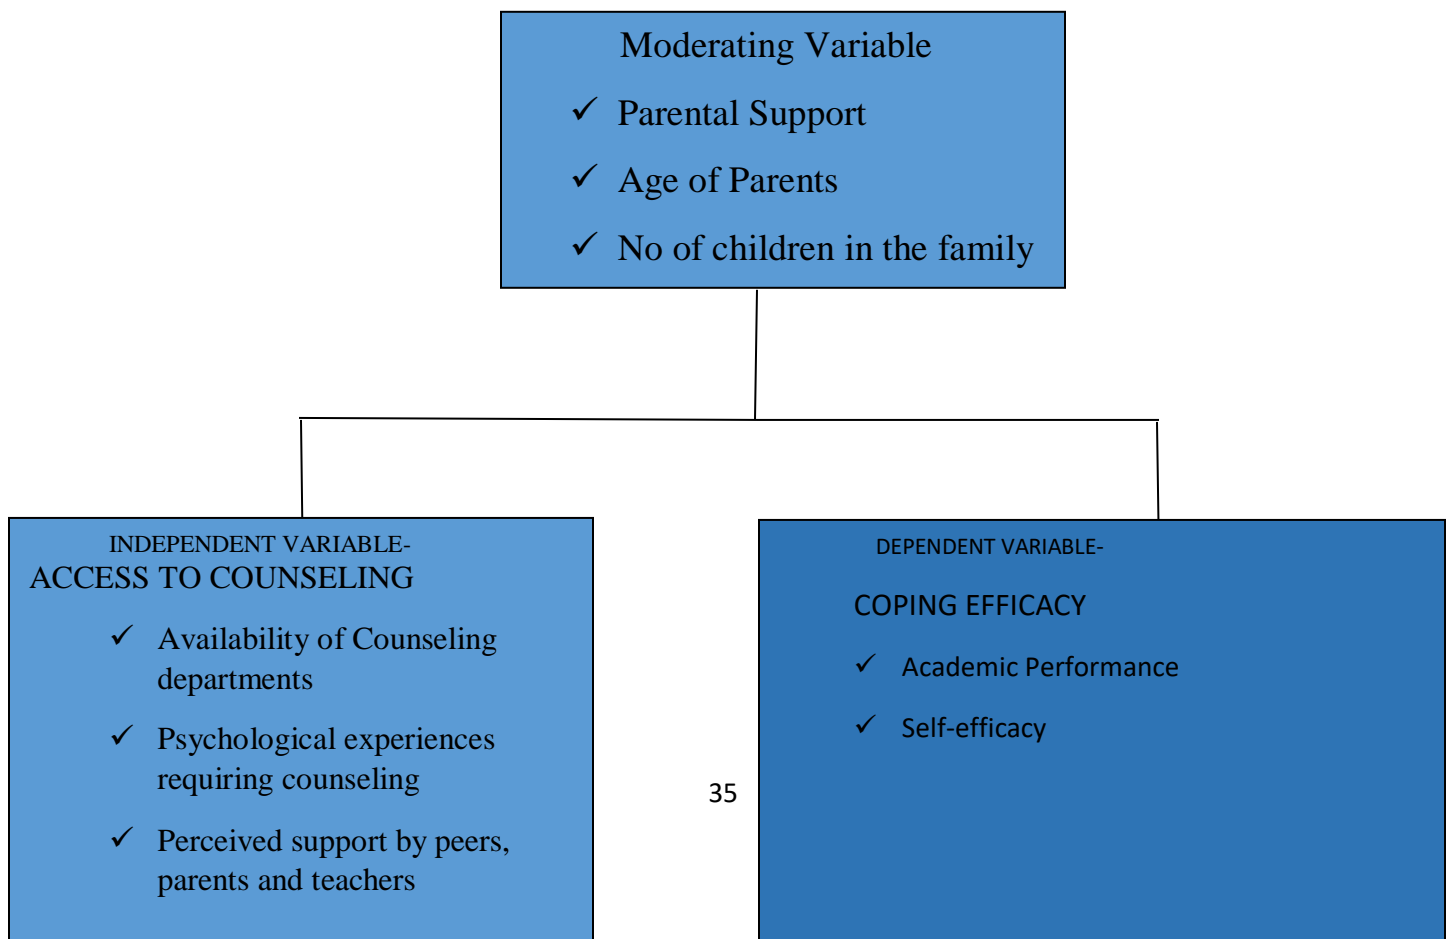 Moderating Variable
✓ Parental Support
✓ Age of Parents
✓ No of children in the family
INDEPENDENT VARIABLE-
ACCESS TO COUNSELING
✓ Availability of Counseling
departments
✓ Psychological experiences
requiring counseling
✓ Perceived support by peers,
parents and teachers
DEPENDENT VARIABLE-
COPING EFFICACY
✓ Academic Performance
✓ Self-efficacy
35